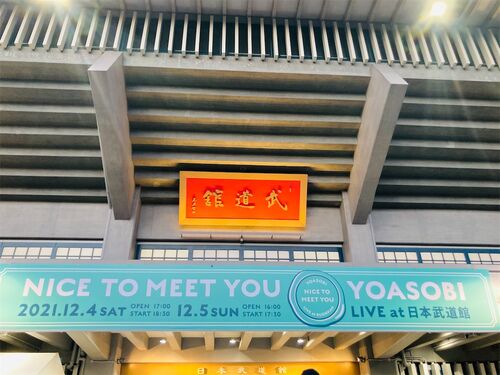 武道館
NICE TO MEET YOU
YOASOBI
2021.12.4 SAT OPEN 17:00 START 18:30 12.5 SUN OPEN 16:00 START 17:30
YOASOBI
NICE TO
MEET YOU
LIVE at 日本武道館
日本武道館